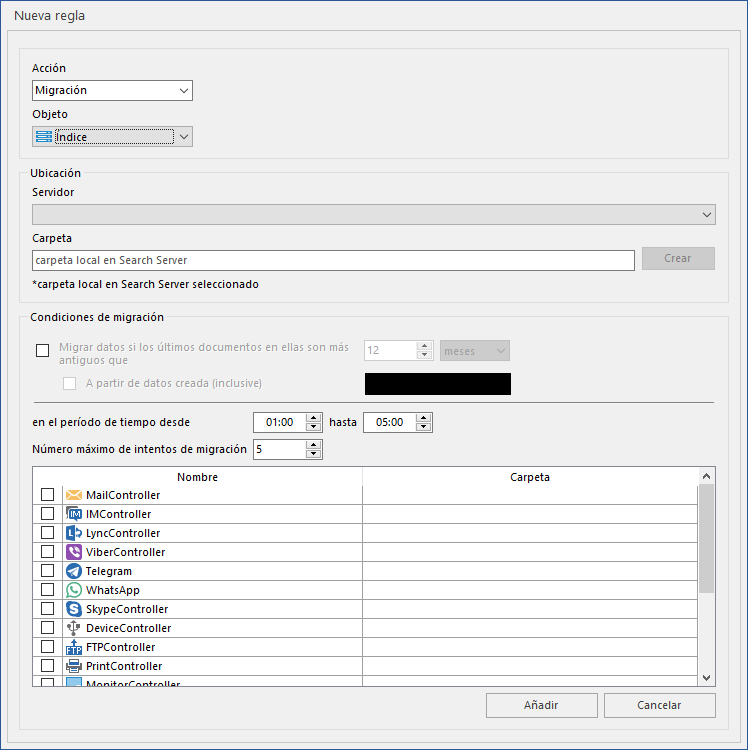 Nueva regla
Acción
Migración
Objeto
Índice
Ubicación
Servidor
Carpeta
carpeta local en Search Server
Crear
*carpeta local en Search Server seleccionado
Condiciones de migración
Migrar datos si los últimos documentos en ellas son más
antiguos que
12
meses
A partir de datos creada (inclusive)
en el período de tiempo desde 01:00 hasta 05:00
Número máximo de intentos de migración 5
Nombre Carpeta
MailController
IMController
LyncController
ViberController
Telegram
WhatsApp
SkypeController
DeviceController
FTPController
PrintController
MonitorController
Añadir Cancelar